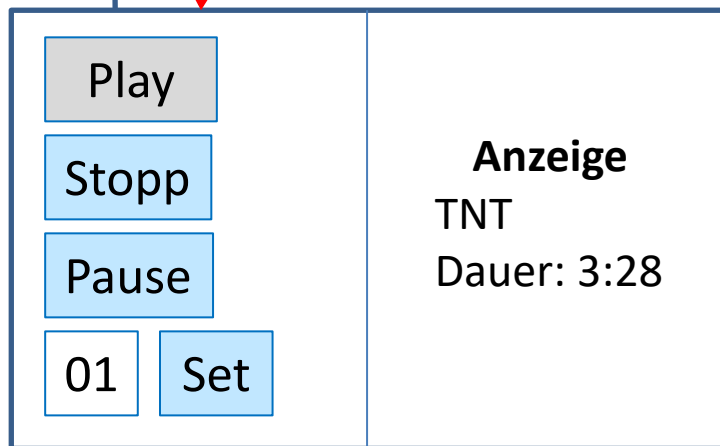 Play
Stopp
Pause
01 Set
Anzeige
TNT
Dauer: 3:28